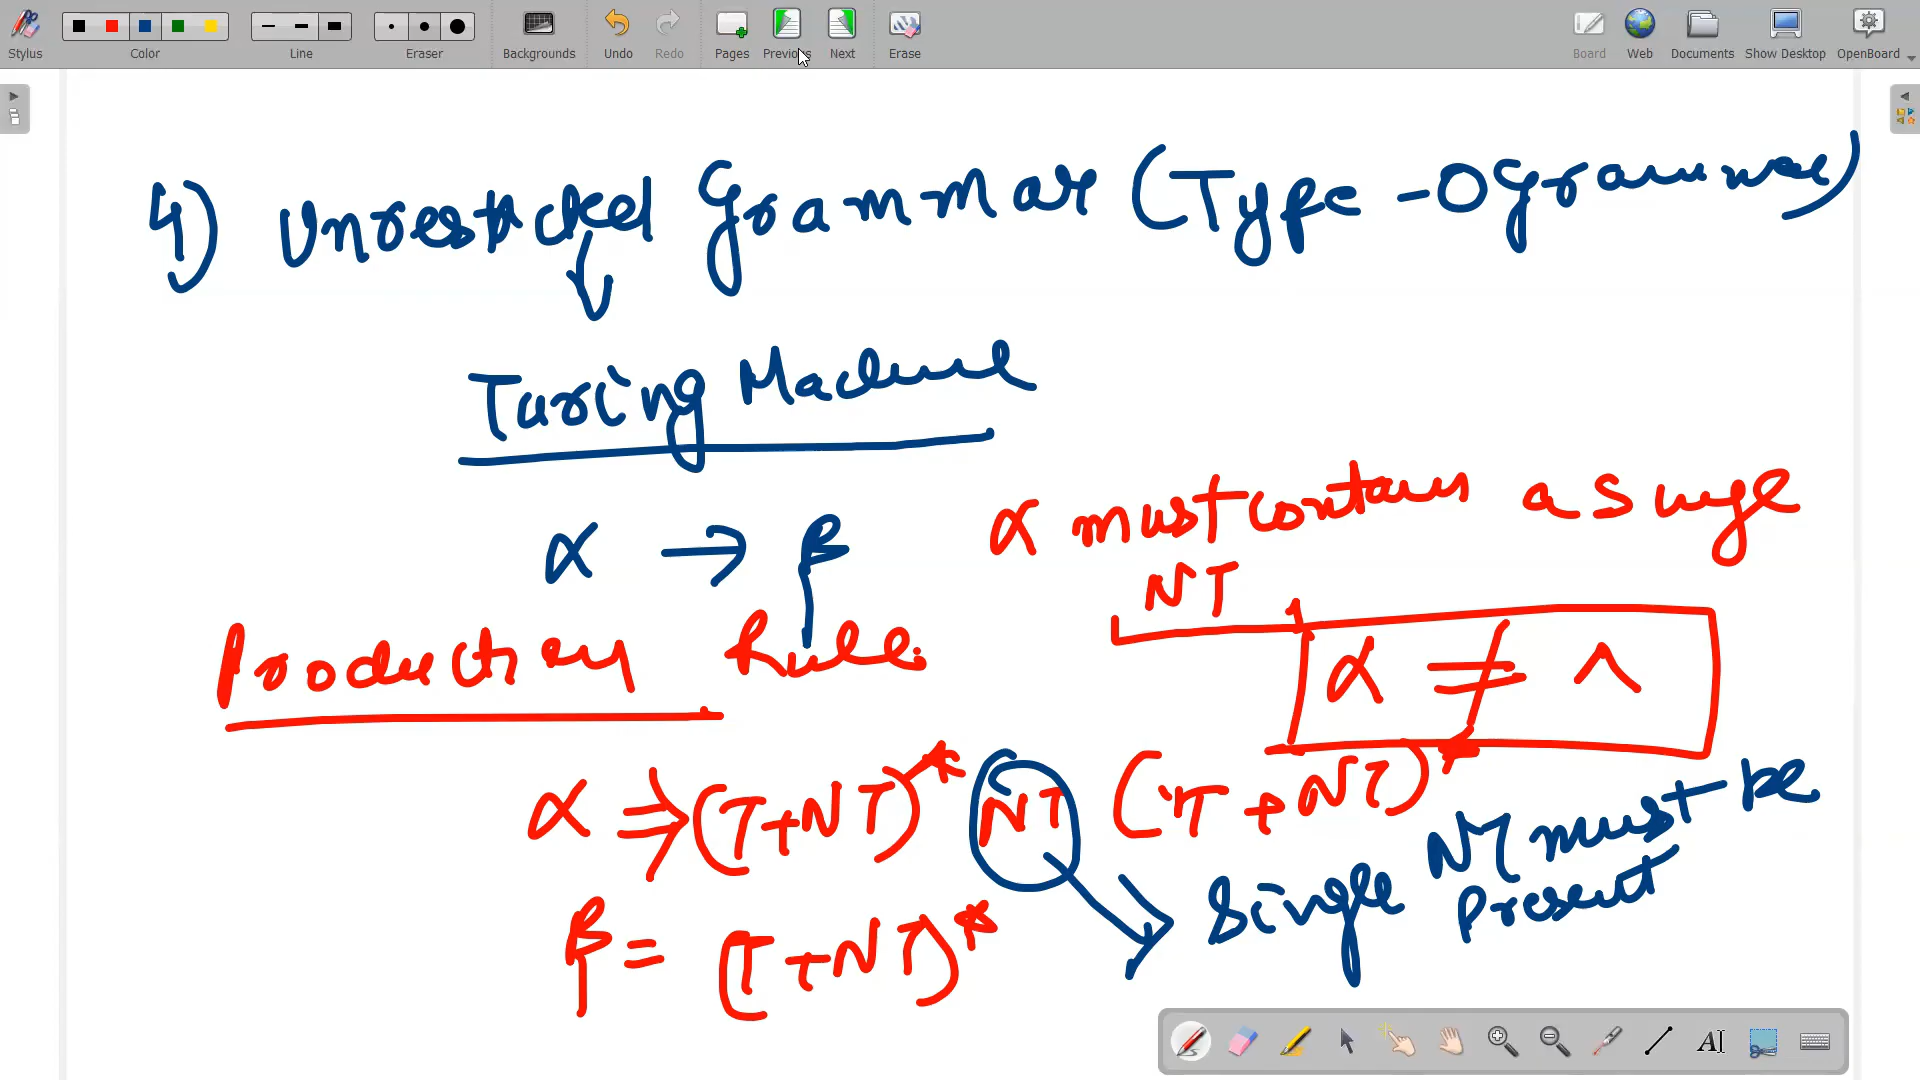 Stylus Color Line Eraser Backgrounds Undo Redo Pages Previous Next Erase Board Web Documents Show Desktop OpenBoard
4) Unrestricted Grammar (Type-0 Grammar)
Turing Machine
α → β
α must contain a single
NT
Production Rule:
α ≠ ^
α ⇒ (T+NT)* NT (T+NT)*
Single NT must be
present
β = (T+NT)*